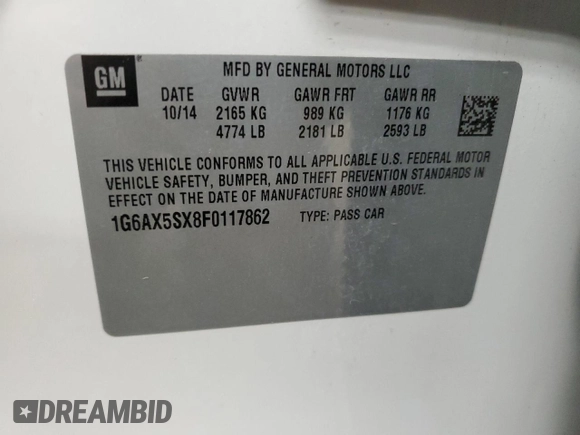 GM
MFD BY GENERAL MOTORS LLC
DATE GVWR GAWR FRT GAWR RR
10/14 2165 KG 989 KG 1176 KG
4774 LB 2181 LB 2593 LB
THIS VEHICLE CONFORMS TO ALL APPLICABLE U.S. FEDERAL MOTOR
VEHICLE SAFETY, BUMPER, AND THEFT PREVENTION STANDARDS IN
EFFECT ON THE DATE OF MANUFACTURE SHOWN ABOVE.
1G6AX5SX8F0117862 TYPE: PASS CAR
DREAMBID